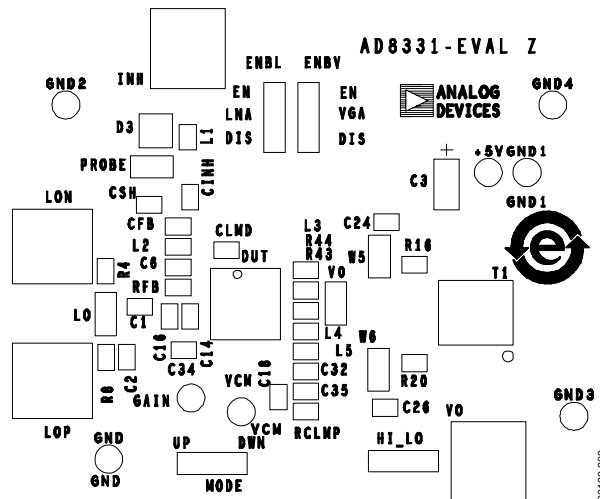 AD8331-EVAL Z
ENBL
ENBV
INH
GND2
GND4
EN
EN
ANALOG
DEVICES
LNA
VGA
DIS
DIS
D3
L1
+
+5V
GND1
PROBE
C3
CSH
CINH
LON
GND1
CFB
CLMD
L3
C24
e
L2
DUT
R44
R43
W5
R16
C6
R4
VO
T1
RFB
LO
C1
C16
C14
L4
W6
L5
C34
C2
R6
VCM
C18
C32
C35
R20
GAIN
C26
GND3
VO
LOP
GND
VCM
RCLMP
UP
DWN
HI_LO
GND
MODE